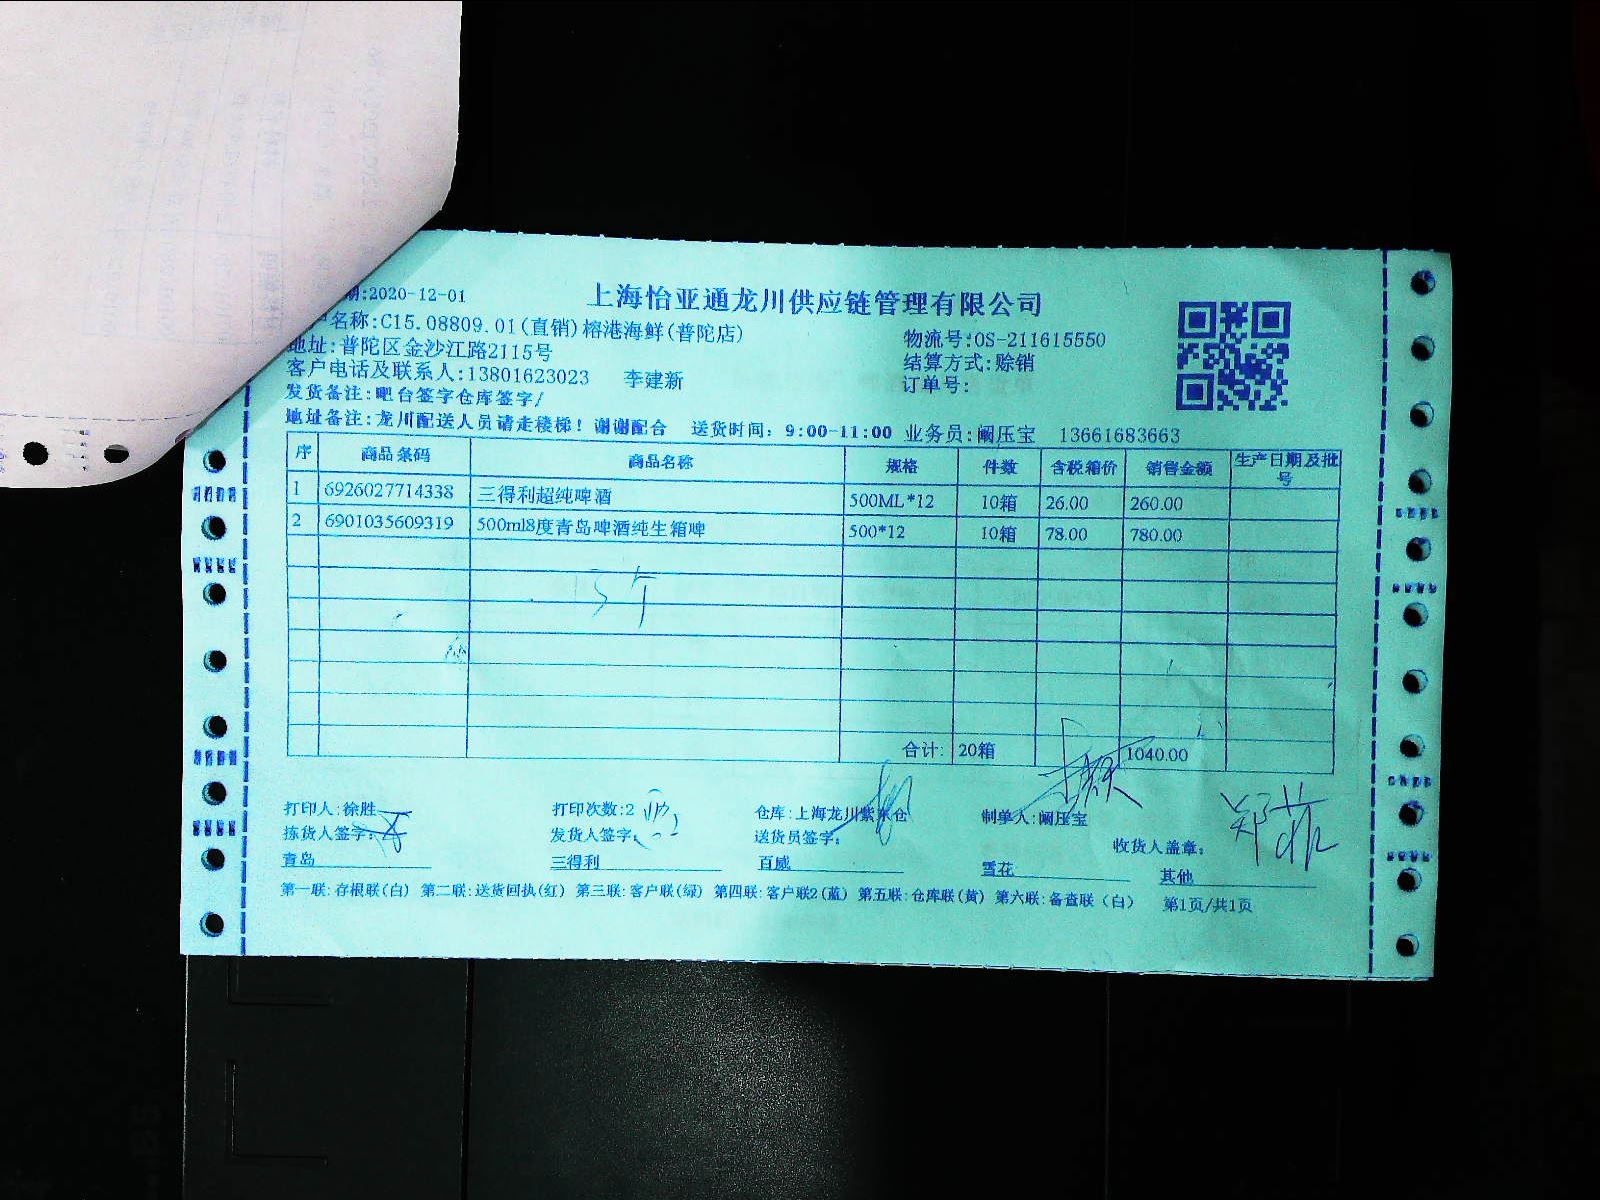 期:2020-12-01
上海怡亚通龙川供应链管理有限公司
户名称:C15.08809.01(直销)榕港海鲜(普陀店)
物流号:OS-211615550
地址:普陀区金沙江路2115号
结算方式:赊销
客户电话及联系人:13801623023 李建新
订单号:
发货备注:吧台签字仓库签字/
地址备注:龙川配送人员请走楼梯！谢谢配合 送货时间：9:00-11:00 业务员:阚压宝 13661683663
序 商品条码 商品名称 规格 件数 含税箱价 销售金额 生产日期及批号
1 6926027714338 三得利超纯啤酒 500ML*12 10箱 26.00 260.00
2 6901035609319 500ml8度青岛啤酒纯生箱啤 500*12 10箱 78.00 780.00
合计: 20箱 1040.00
打印人:徐胜 打印次数:2 仓库:上海龙川紫东仓 制单人:阚压宝
拣货人签字: 发货人签字: 送货员签字: 收货人盖章: 郑菲
青岛 三得利 百威 雪花 其他
第一联:存根联(白) 第二联:送货回执(红) 第三联:客户联(绿) 第四联:客户联2(蓝) 第五联:仓库联(黄) 第六联:备查联（白） 第1页/共1页